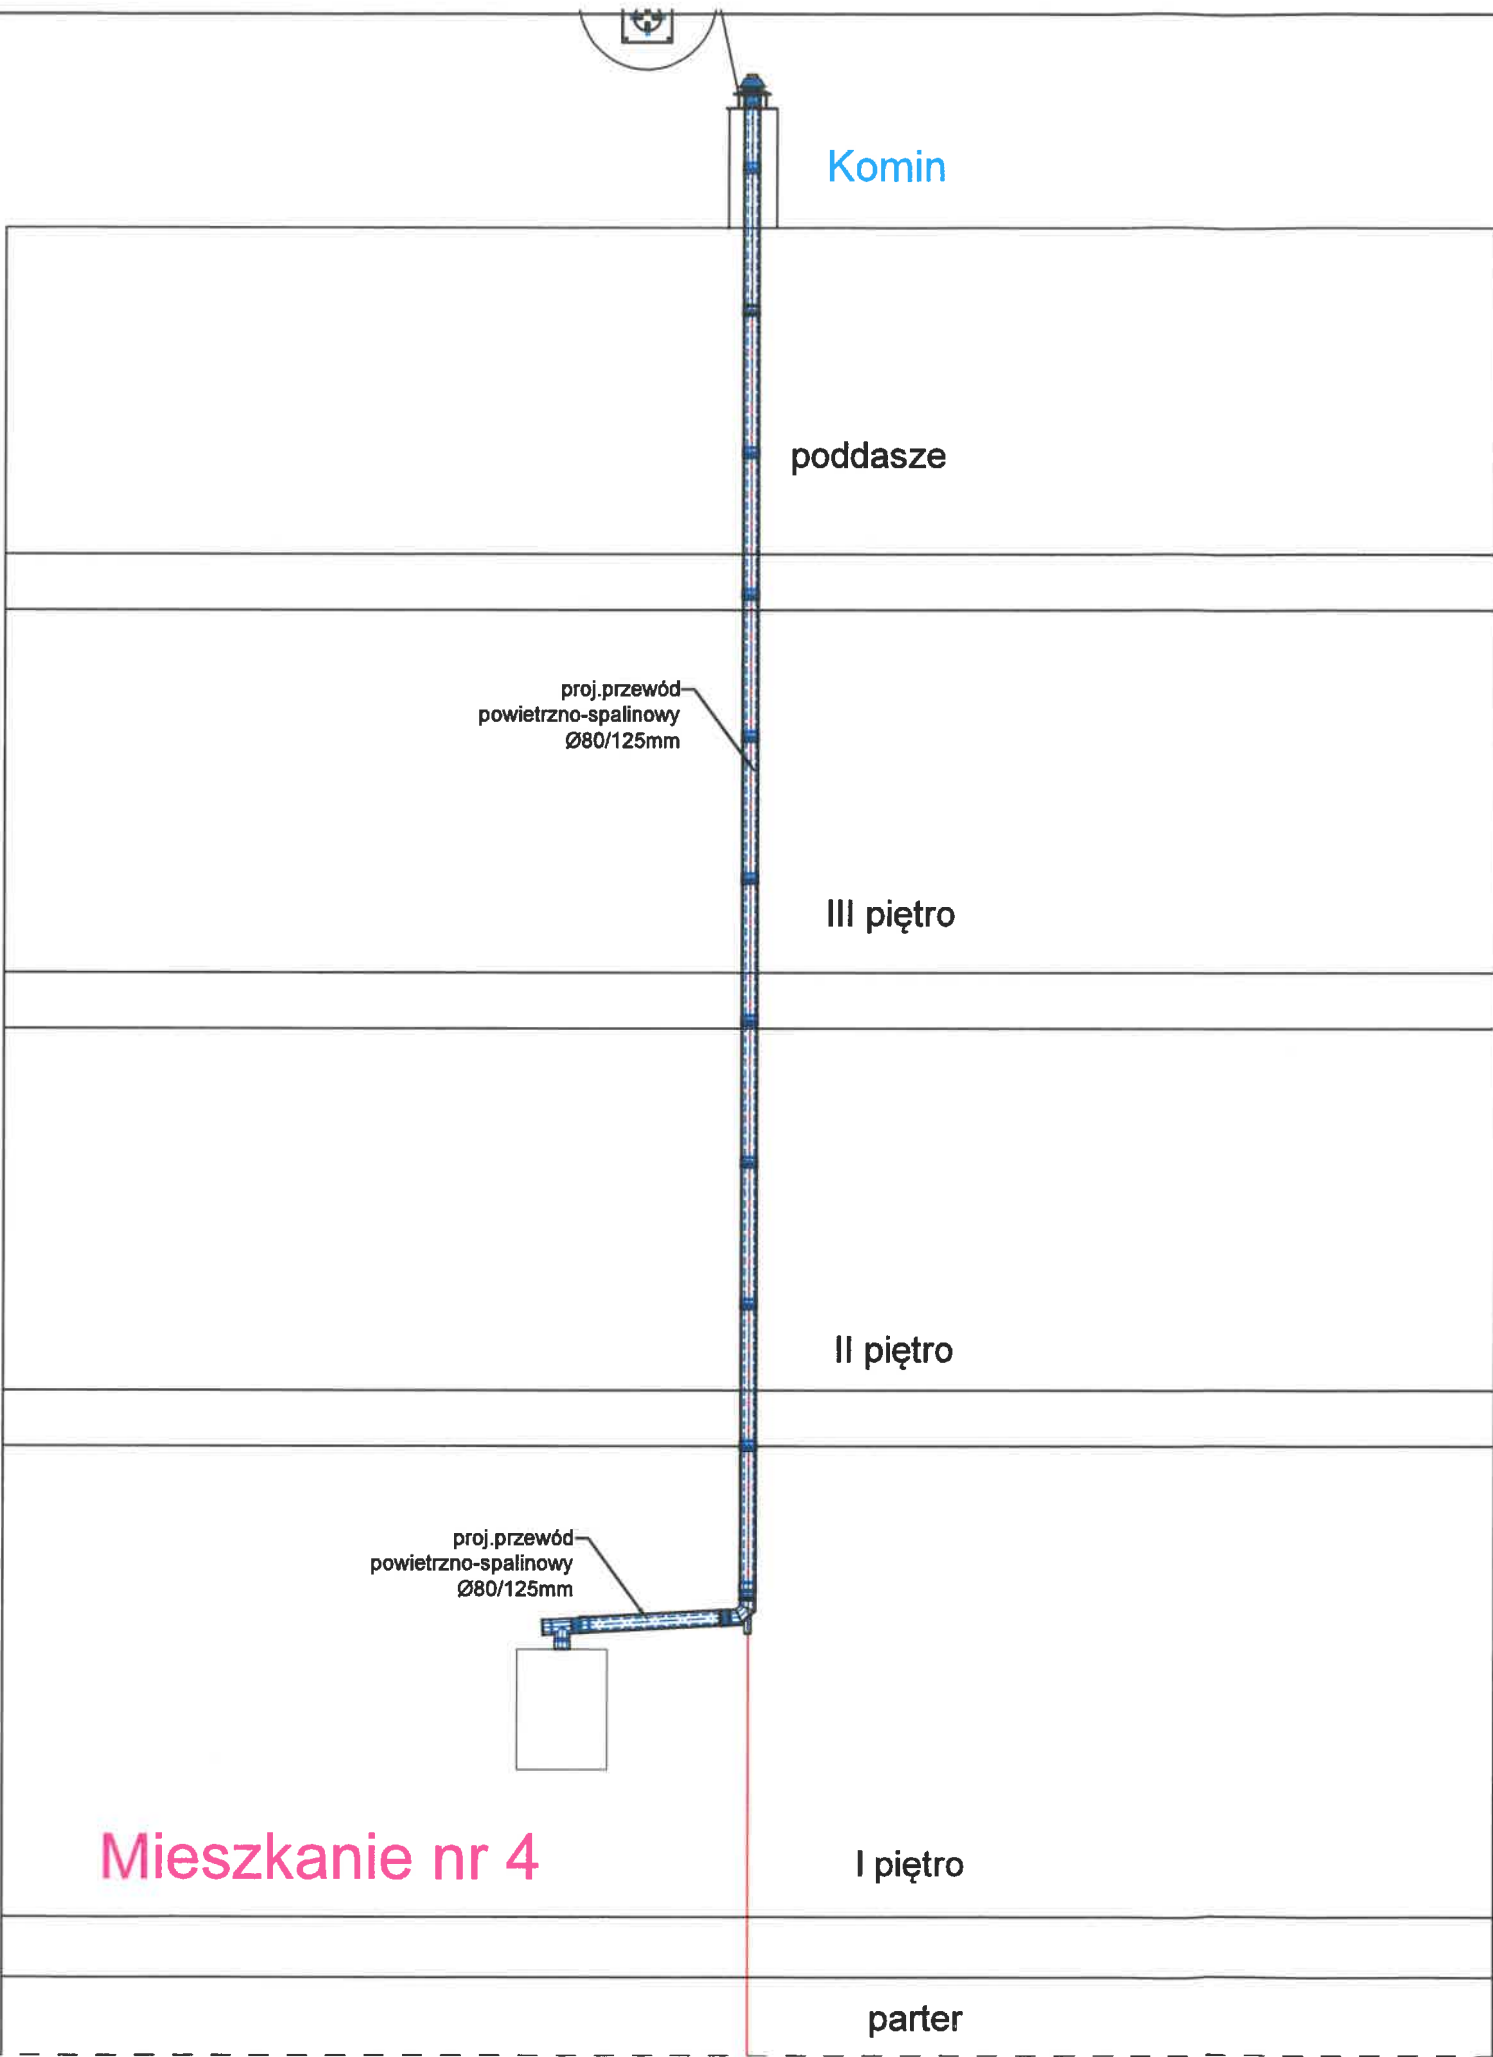 Komin
poddasze
proj.przewód
powietrzno-spalinowy
Ø80/125mm
III piętro
II piętro
proj.przewód
powietrzno-spalinowy
Ø80/125mm
Mieszkanie nr 4
I piętro
parter